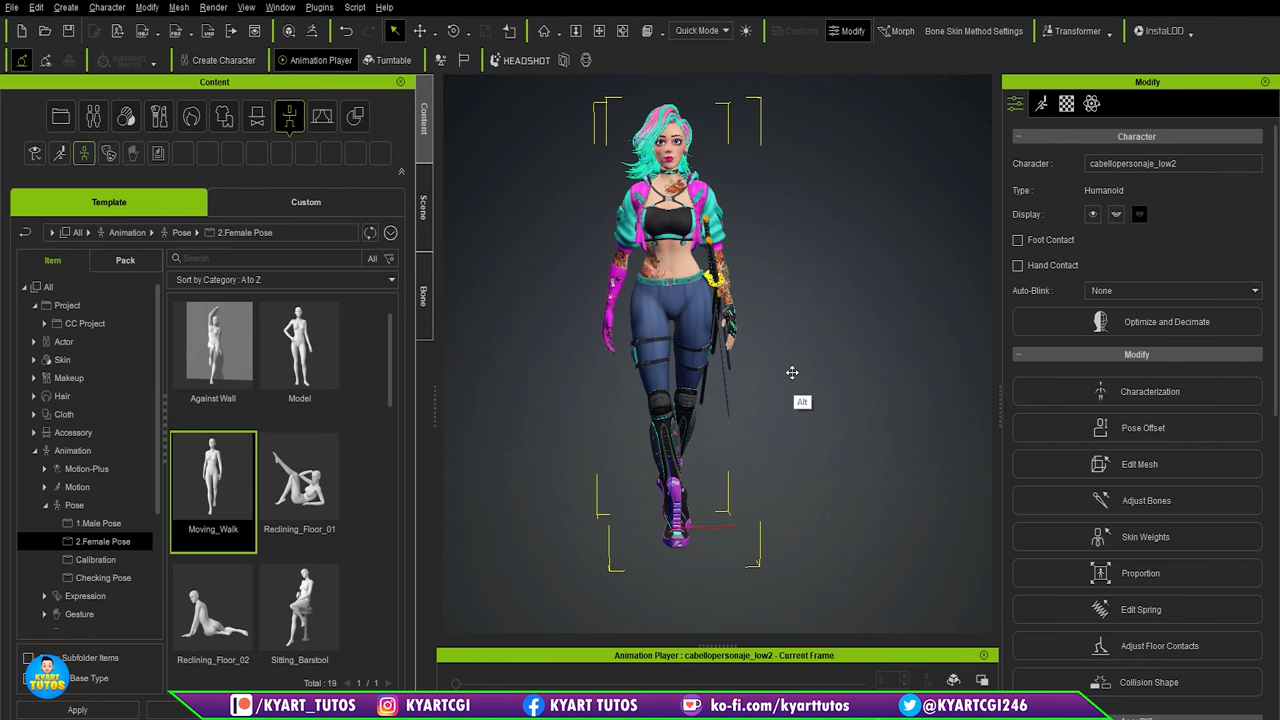 File Edit Create Character Modify Mesh Render View Window Plugins Script Help
Quick Mode Conform Modify Morph Bone Skin Method Settings Transformer InstaLOD
SUBSTANCE PAINTER Create Character Animation Player Turntable HEADSHOT
Content
Content
Scene
Bone
Template Custom
All Animation Pose 2.Female Pose
Item Pack
Search All
Sort by Category : A to Z
All
Project
CC Project
Actor
Skin
Makeup
Hair
Cloth
Accessory
Animation
Motion-Plus
Motion
Pose
1.Male Pose
2.Female Pose
Calibration
Checking Pose
Expression
Gesture
Against Wall Model
Moving_Walk Reclining_Floor_01
Reclining_Floor_02 Sitting_Barstool
Subfolder Items
Base Type
Total : 19 1 / 1
Apply
Alt
Animation Player : cabellopersonaje_low2 - Current Frame
0
Modify
Character
Character : cabellopersonaje_low2
Type : Humanoid
Display :
Foot Contact
Hand Contact
Auto-Blink : None
Optimize and Decimate
Modify
Characterization
Pose Offset
Edit Mesh
Adjust Bones
Skin Weights
Proportion
Edit Spring
Adjust Floor Contacts
Collision Shape
KYART
TUTOS
/KYART_TUTOS KYARTCGI KYART TUTOS ko-fi.com/kyarttutos @KYARTCGI246